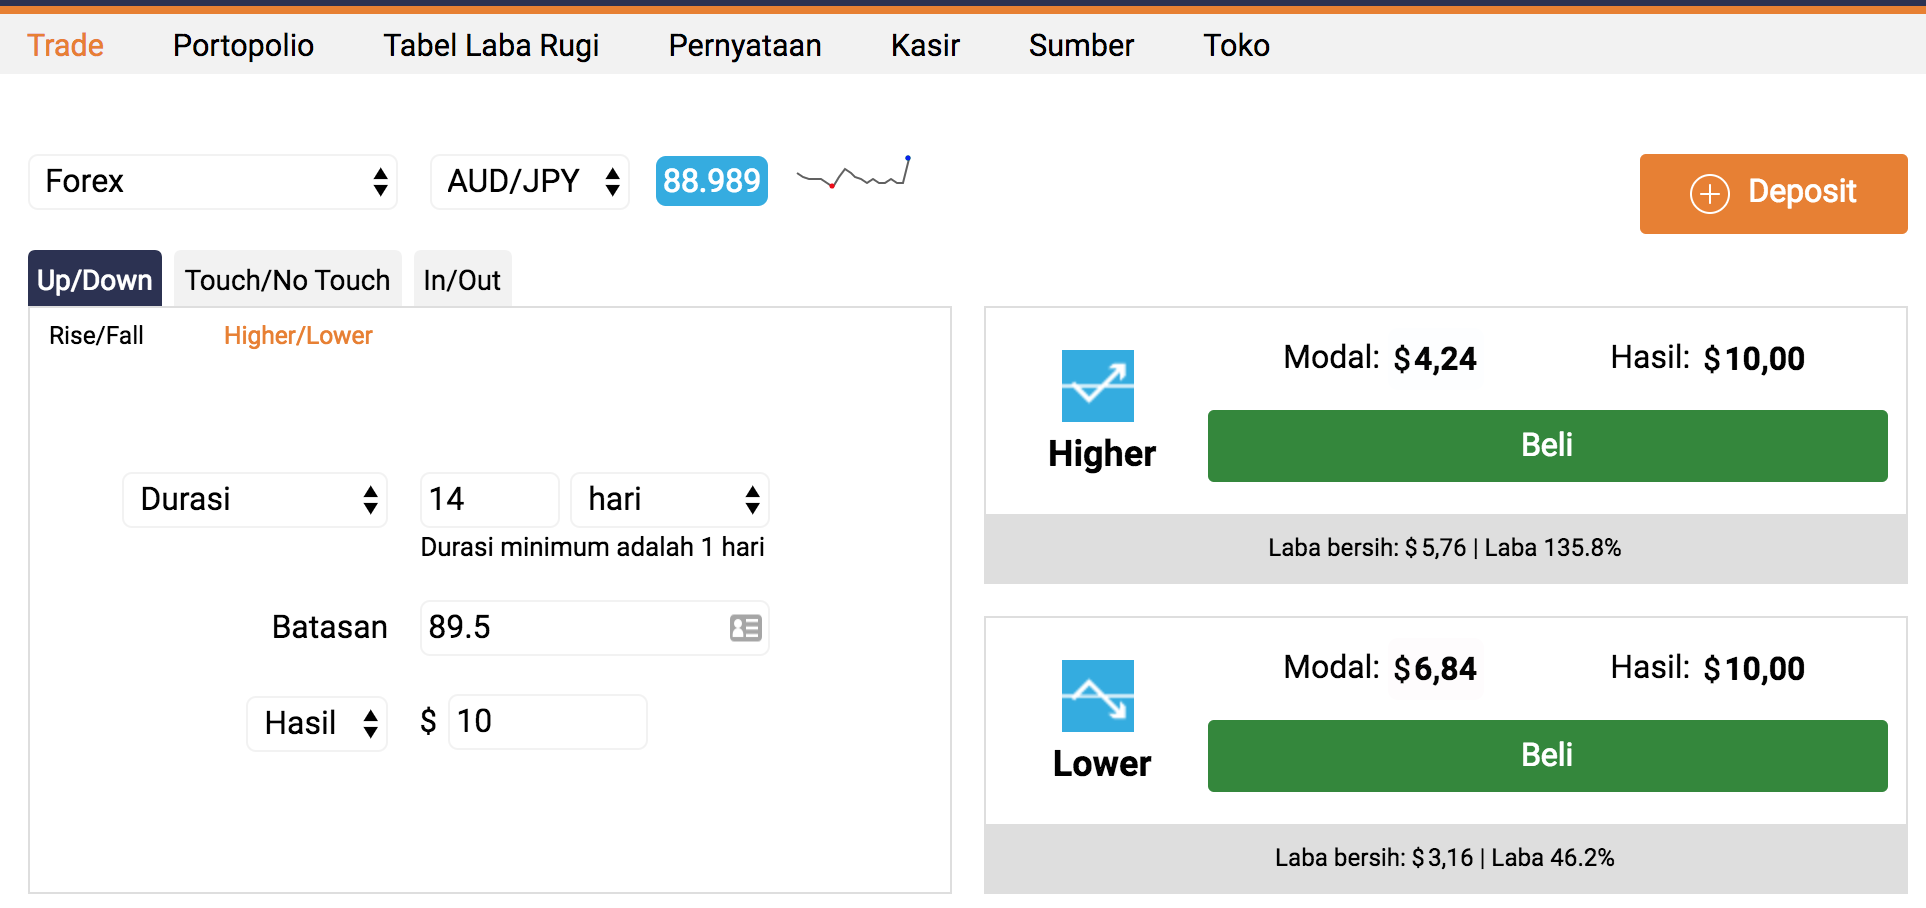 Trade Portopolio Tabel Laba Rugi Pernyataan Kasir Sumber Toko
Forex AUD/JPY 88.989 Deposit
Up/Down Touch/No Touch In/Out
Rise/Fall Higher/Lower
Durasi 14 hari
Durasi minimum adalah 1 hari
Batasan 89.5
Hasil $ 10
Modal: $4,24 Hasil: $10,00
Higher
Beli
Laba bersih: $5,76 | Laba 135.8%
Modal: $6,84 Hasil: $10,00
Lower
Beli
Laba bersih: $3,16 | Laba 46.2%